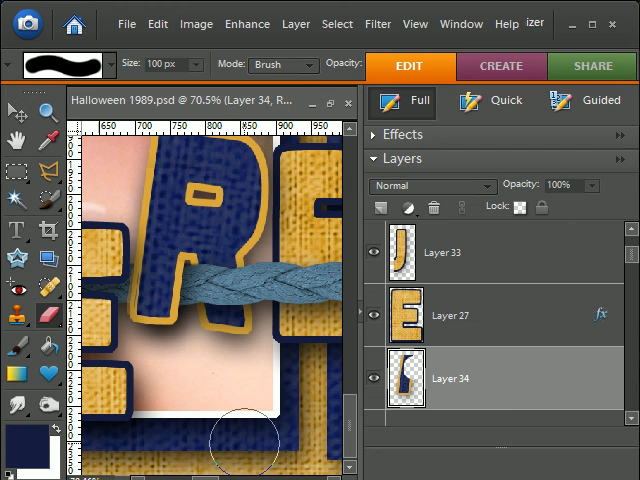 File Edit Image Enhance Layer Select Filter View Window Help izer
Size: 100 px Mode: Brush Opacity: EDIT CREATE SHARE
Halloween 1989.psd @ 70.5% (Layer 34, R... Full Quick Guided
650 700 750 800 850 900 950
Effects
Layers
Normal Opacity: 100%
Lock:
J Layer 33
E Layer 27 fx
Layer 34
R
E